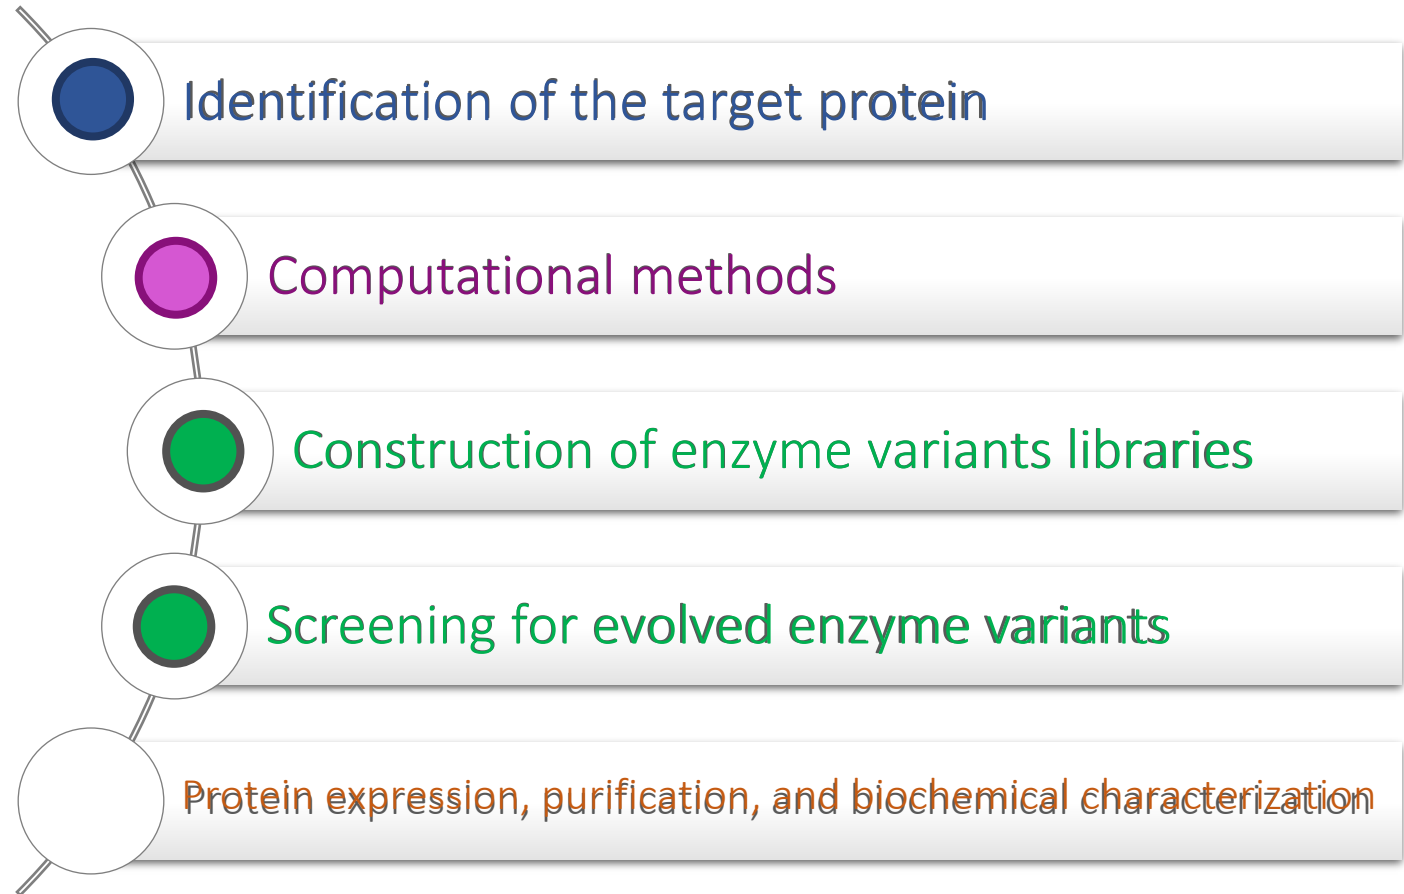 Identification of the target protein
Computational methods
Construction of enzyme variants libraries
Screening for evolved enzyme variants
Protein expression, purification, and biochemical characterization